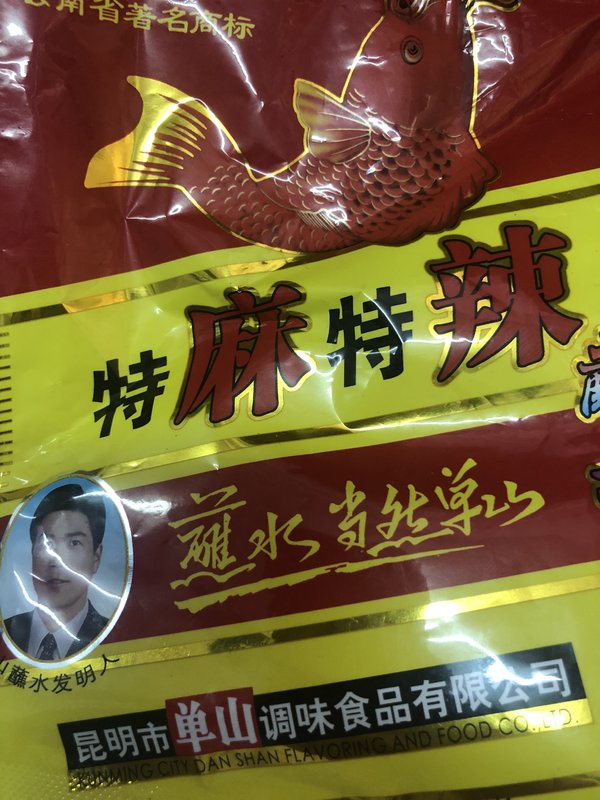 云南省著名商标
特麻特辣
蘸水当然单山
山蘸水发明人
昆明市单山调味食品有限公司
KUNMING CITY DAN SHAN FLAVORING AND FOOD CO.,LTD.